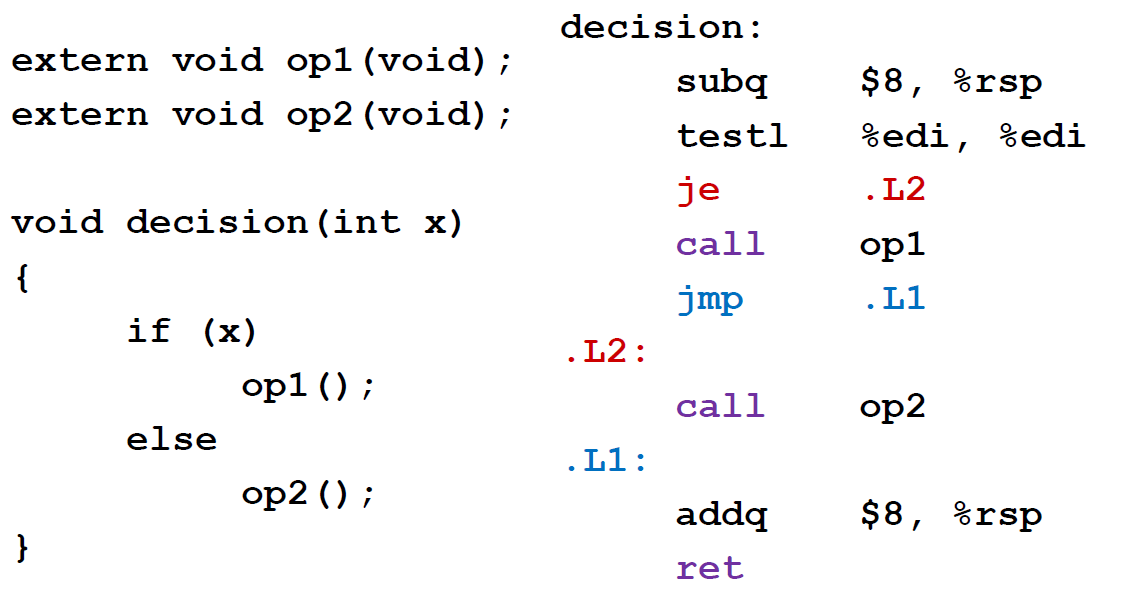 extern void op1(void);
extern void op2(void);
void decision(int x)
{
if (x)
op1();
else
op2();
}
decision:
subq $8, %rsp
testl %edi, %edi
je .L2
call op1
jmp .L1
.L2:
call op2
.L1:
addq $8, %rsp
ret